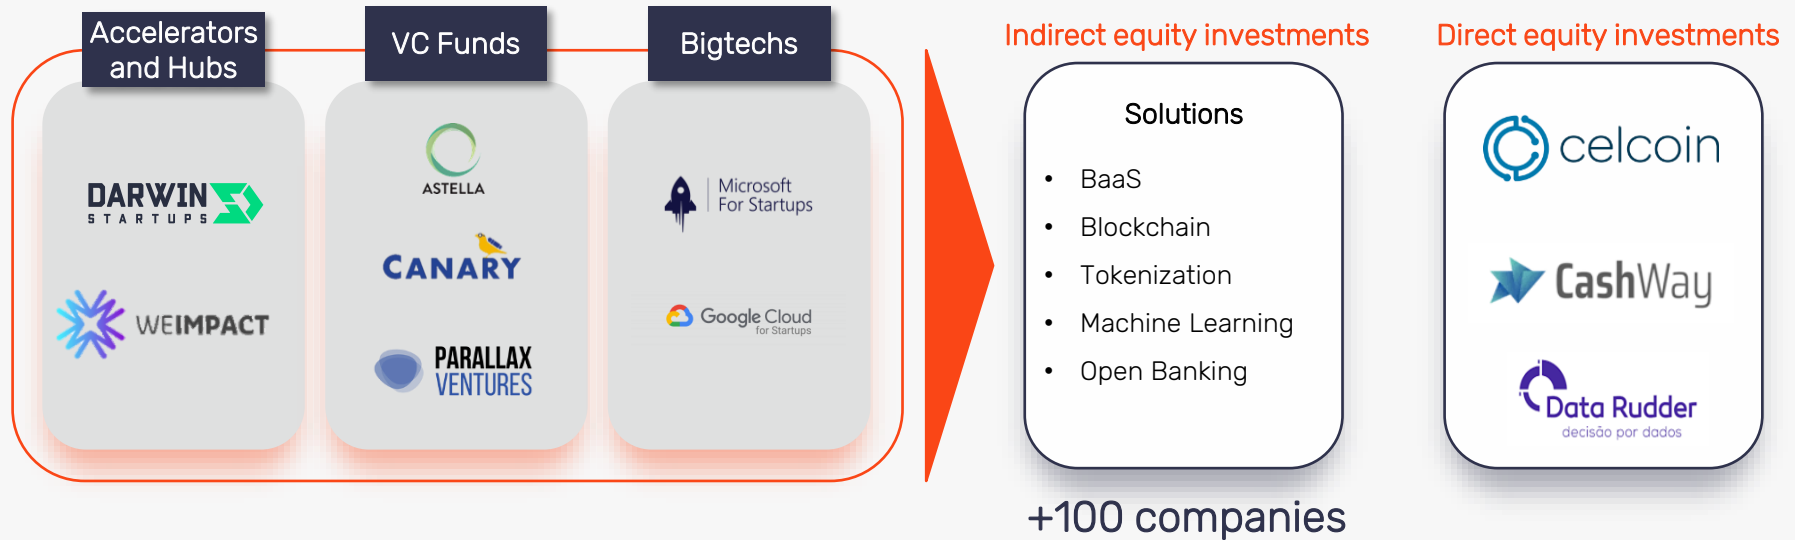 Accelerators
and Hubs
DARWIN
STARTUPS
WEIMPACT
VC Funds
ASTELLA
CANARY
PARALLAX
VENTURES
Bigtechs
Microsoft
For Startups
Google Cloud
for Startups
Indirect equity investments
Solutions
• BaaS
• Blockchain
• Tokenization
• Machine Learning
• Open Banking
+100 companies
Direct equity investments
celcoin
CashWay
Data Rudder
decisão por dados